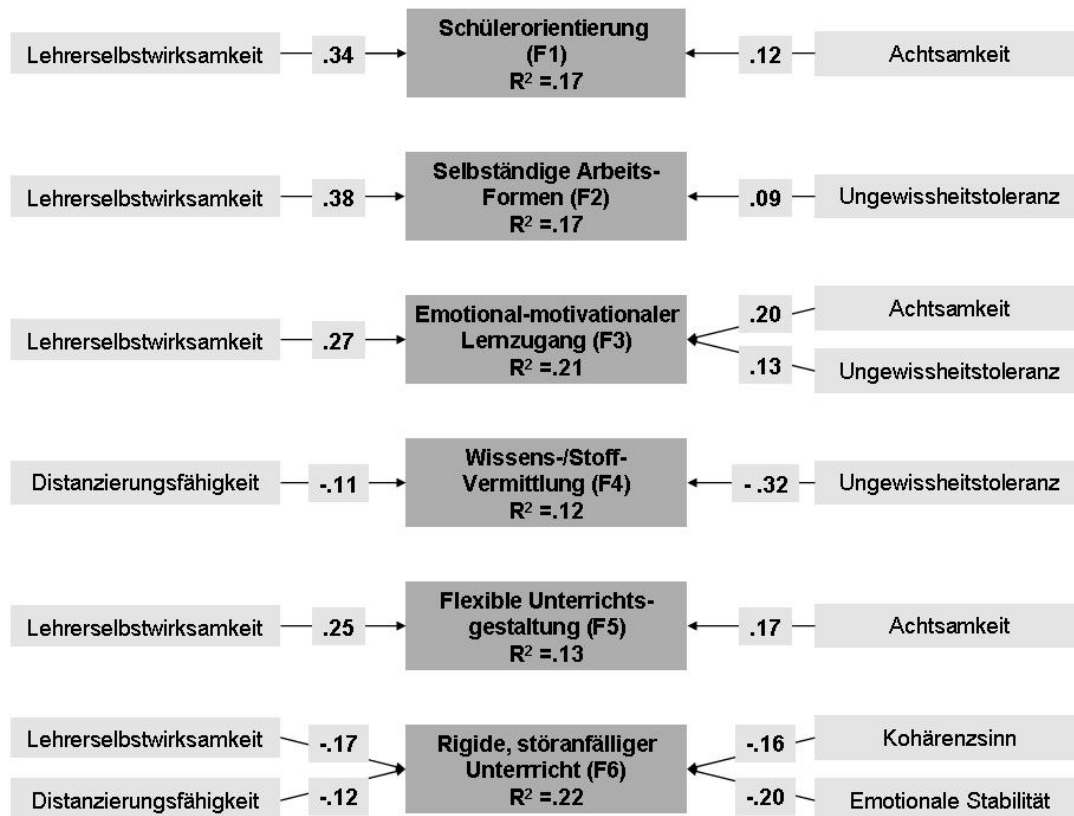 Lehrerselbstwirksamkeit
.34
Schülerorientierung
(F1)
R² =.17
.12
Achtsamkeit
Lehrerselbstwirksamkeit
.38
Selbständige Arbeits-
Formen (F2)
R² =.17
.09
Ungewissheitstoleranz
Lehrerselbstwirksamkeit
.27
Emotional-motivationaler
Lernzugang (F3)
R² =.21
.20
Achtsamkeit
.13
Ungewissheitstoleranz
Distanzierungsfähigkeit
-.11
Wissens-/Stoff-
Vermittlung (F4)
R² =.12
- .32
Ungewissheitstoleranz
Lehrerselbstwirksamkeit
.25
Flexible Unterrichts-
gestaltung (F5)
R² =.13
.17
Achtsamkeit
Lehrerselbstwirksamkeit
-.17
Distanzierungsfähigkeit
-.12
Rigide, störanfälliger
Unterrricht (F6)
R² =.22
-.16
Kohärenzsinn
-.20
Emotionale Stabilität